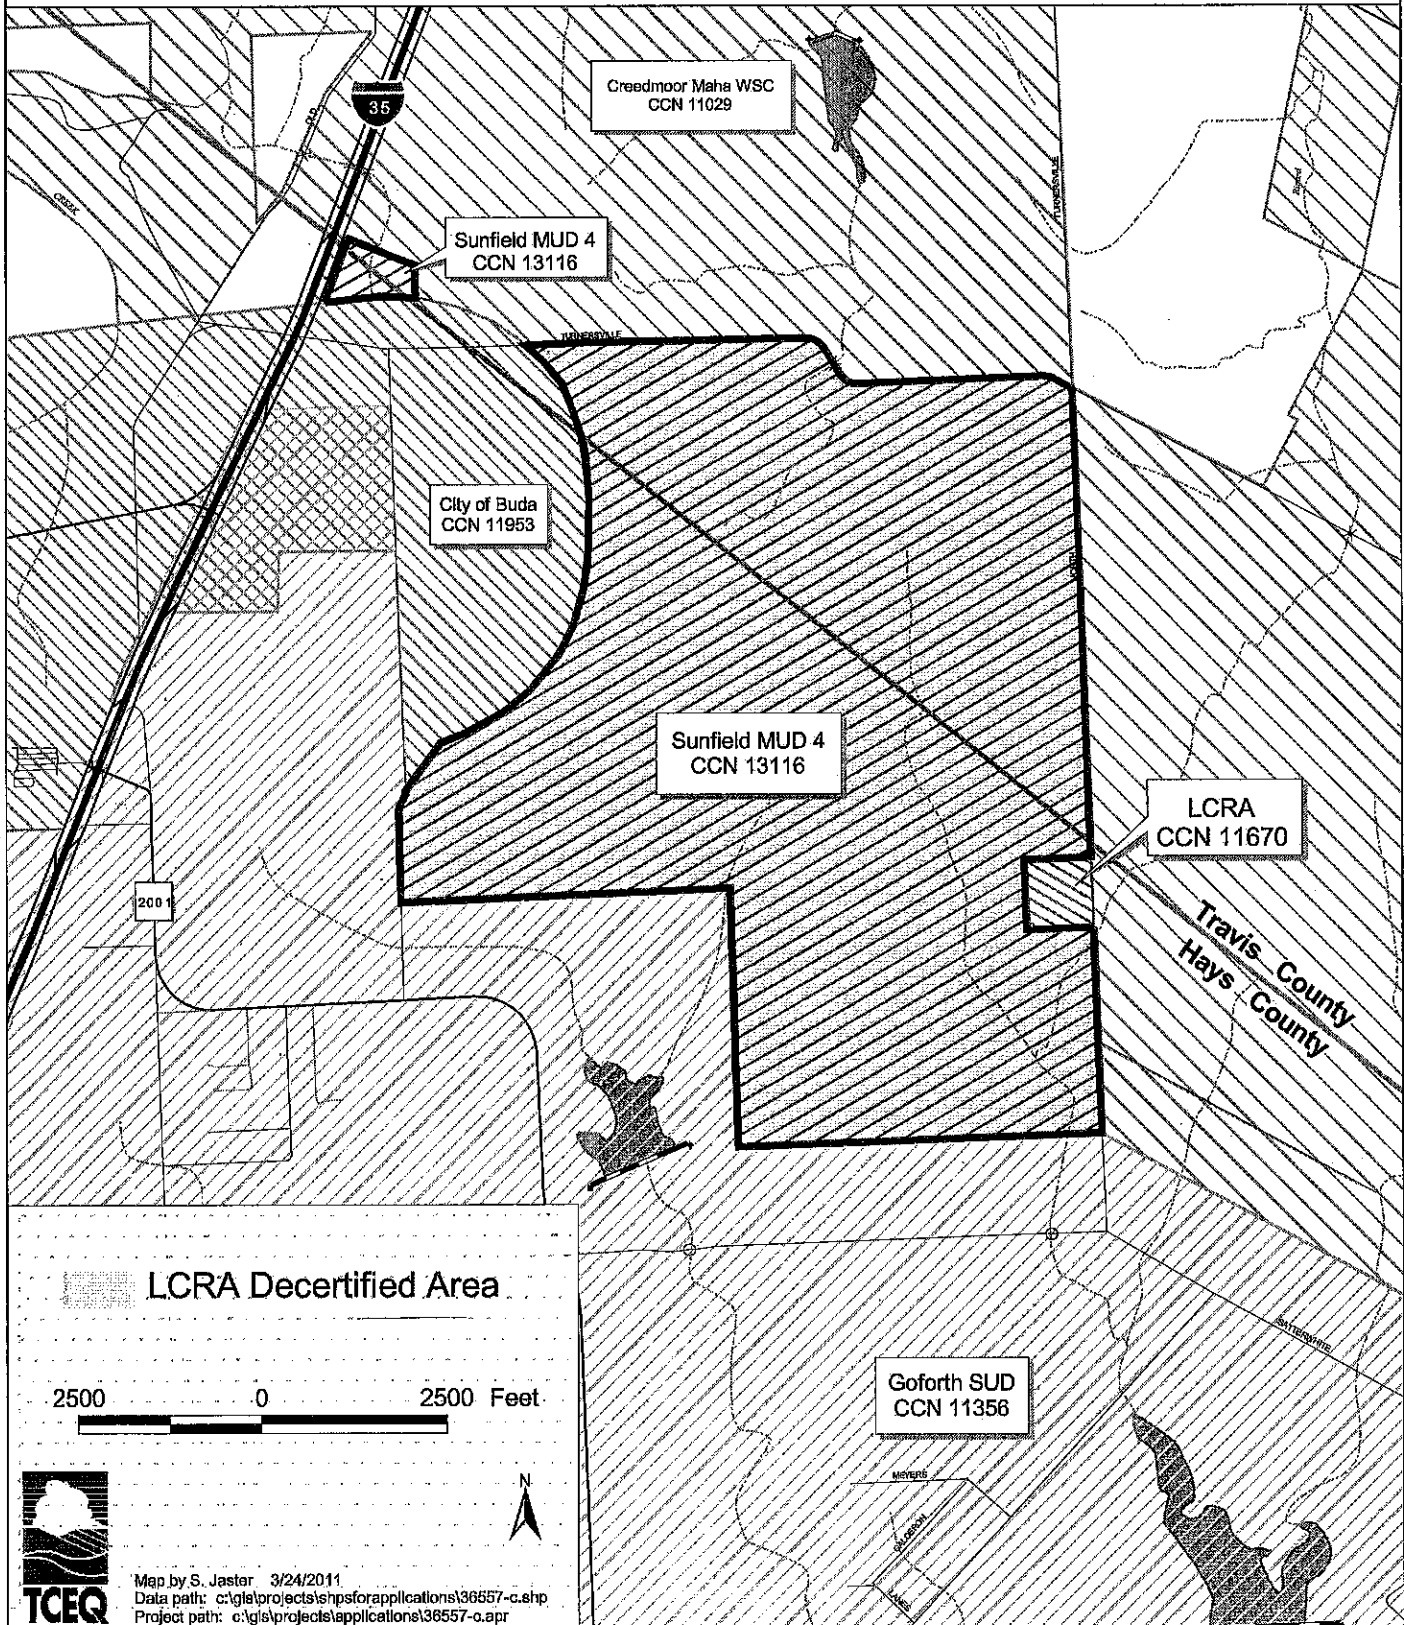 35
Creedmoor Maha WSC
CCN 11029
TURNERSVILLE
CREEK
Sunfield MUD 4
CCN 13116
TURNERSVILLE
City of Buda
CCN 11953
NORTH
Sunfield MUD 4
CCN 13116
LCRA
CCN 11670
2001
Travis County
Hays County
LCRA Decertified Area
2500 0 2500 Feet
SATTERWHITE
Goforth SUD
CCN 11356
MEYERS
N
TCEQ
Map by S. Jaster 3/24/2011
Data path: c:\gis\projects\shpsforapplications\36557-c.shp
Project path: c:\gis\projects\applications\36557-c.apr